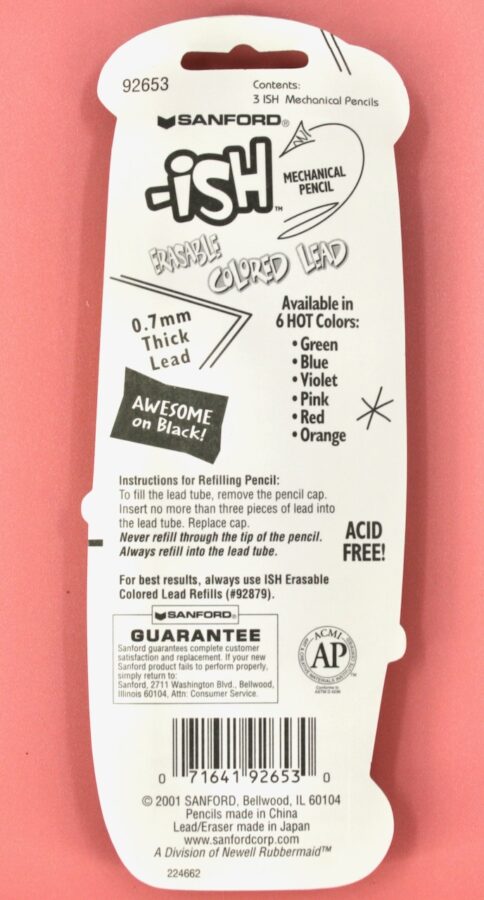 92653
Contents:
3 ISH Mechanical Pencils
SANFORD®
-iSH™
MECHANICAL
PENCIL
ERASABLE
COLORED LEAD
0.7mm
Thick
Lead
Available in
6 HOT Colors:
• Green
• Blue
• Violet
• Pink
• Red
• Orange
AWESOME
on Black!
Instructions for Refilling Pencil:
To fill the lead tube, remove the pencil cap.
Insert no more than three pieces of lead into
the lead tube. Replace cap.
Never refill through the tip of the pencil.
Always refill into the lead tube.
ACID
FREE!
For best results, always use ISH Erasable
Colored Lead Refills (#92879).
SANFORD®
GUARANTEE
Sanford guarantees complete customer
satisfaction and replacement. If your new
Sanford product fails to perform properly,
simply return to:
Sanford, 2711 Washington Blvd., Bellwood,
Illinois 60104, Attn: Consumer Service.
ACMI
AP
Conforms to
0 71641 92653 0
© 2001 SANFORD, Bellwood, IL 60104
Pencils made in China
Lead/Eraser made in Japan
www.sanfordcorp.com
A Division of Newell Rubbermaid™
224662